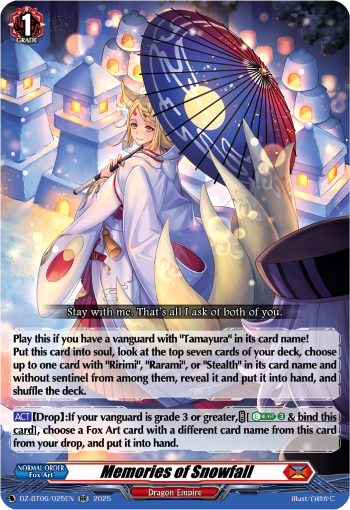 1
GRADE
Stay with me. That's all I ask of both of you.
Play this if you have a vanguard with "Tamayura" in its card name!
Put this card into soul, look at the top seven cards of your deck, choose
up to one card with "Ririmi", "Rarami", or "Stealth" in its card name and
without sentinel from among them, reveal it and put it into hand, and
shuffle the deck.
ACT【Drop】:If your vanguard is grade 3 or greater, [ & bind this
card], choose a Fox Art card with a different card name from this card
from your drop, and put it into hand.
NORMAL ORDER
Fox Art
Memories of Snowfall
Dragon Empire
DZ-BT06/025EN RR 2025
illust/白野かに